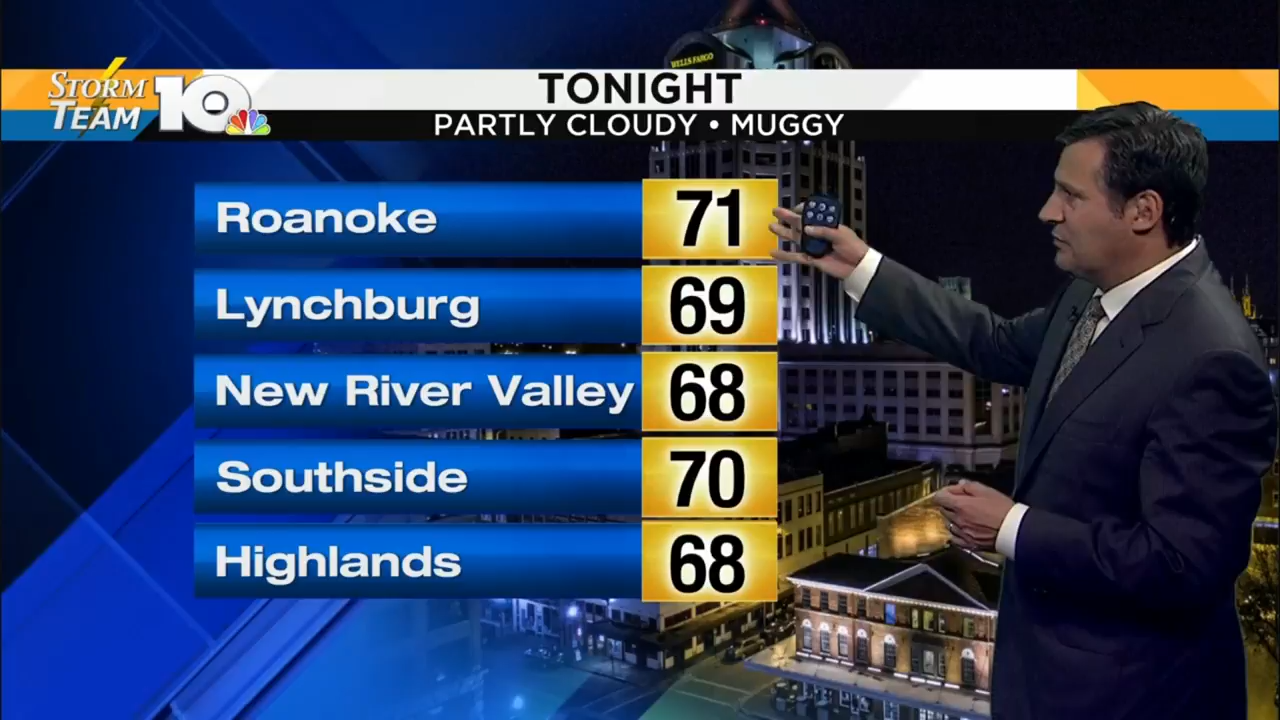 WELLS FARGO
STORM
TEAM 10
TONIGHT
PARTLY CLOUDY • MUGGY
Roanoke 71
Lynchburg 69
New River Valley 68
Southside 70
Highlands 68